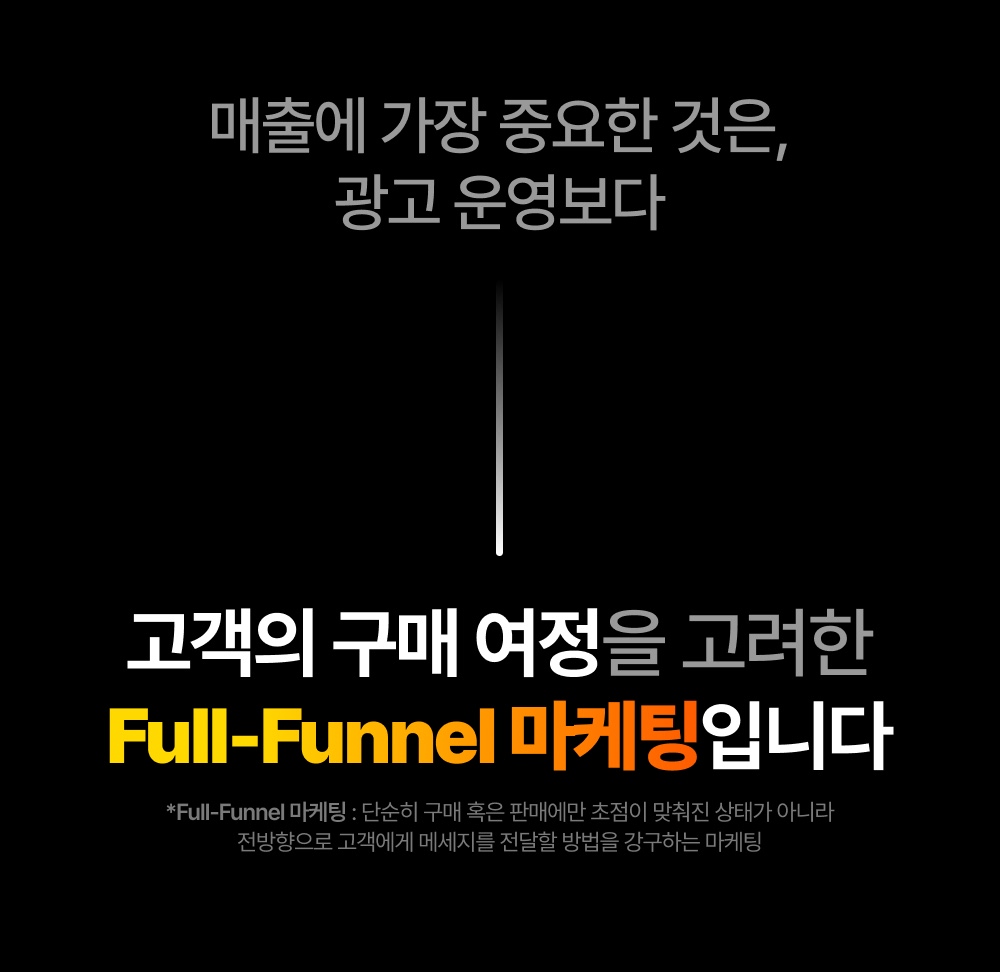 매출에 가장 중요한 것은,
광고 운영보다
고객의 구매 여정을 고려한
Full-Funnel 마케팅입니다
*Full-Funnel 마케팅 : 단순히 구매 혹은 판매에만 초점이 맞춰진 상태가 아니라
전방향으로 고객에게 메세지를 전달할 방법을 강구하는 마케팅